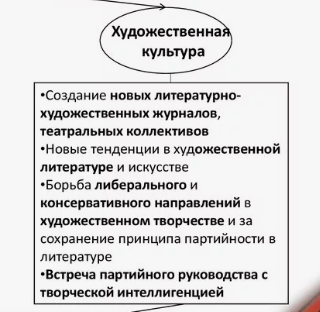 Художественная
культура
•Создание новых литературно-
художественных журналов,
театральных коллективов
•Новые тенденции в художественной
литературе и искусстве
•Борьба либерального и
консервативного направлений в
художественном творчестве и за
сохранение принципа партийности в
литературе
•Встреча партийного руководства с
творческой интеллигенцией